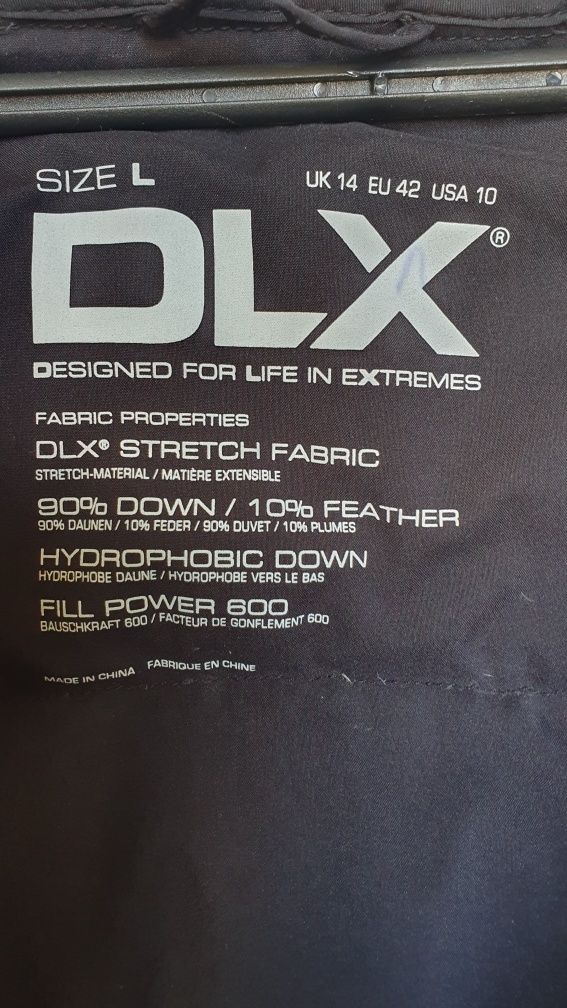 SIZE L
UK 14 EU 42 USA 10
DLX®
DESIGNED FOR LIFE IN EXTREMES
FABRIC PROPERTIES
DLX® STRETCH FABRIC
STRETCH-MATERIAL / MATIÈRE EXTENSIBLE
90% DOWN / 10% FEATHER
90% DAUNEN / 10% FEDER / 90% DUVET / 10% PLUMES
HYDROPHOBIC DOWN
HYDROPHOBE DAUNE / HYDROPHOBE VERS LE BAS
FILL POWER 600
BAUSCHKRAFT 600 / FACTEUR DE GONFLEMENT 600
MADE IN CHINA FABRIQUE EN CHINE